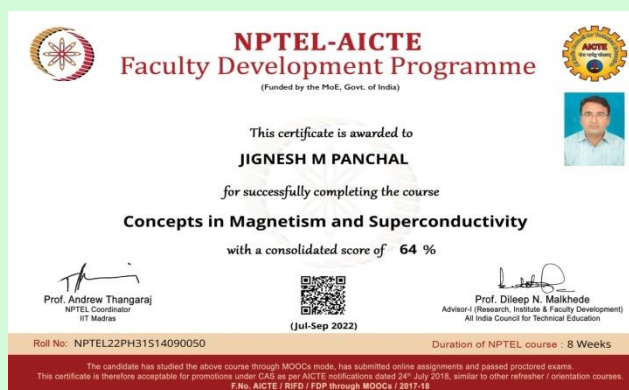 NPTEL-AICTE
AICTE
Faculty Development Programme
(Funded by the MoE, Govt. of India)
This certificate is awarded to
JIGNESH M PANCHAL
for successfully completing the course
Concepts in Magnetism and Superconductivity
with a consolidated score of 64 %
Prof. Andrew Thangaraj
NPTEL Coordinator
IIT Madras
(Jul-Sep 2022)
Prof. Dileep N. Malkhede
Advisor-I (Research, Institute & Faculty Development)
All India Council for Technical Education
Roll No: NPTEL22PH31S14090050
Duration of NPTEL course : 8 Weeks
The candidate has studied the above course through MOOCs mode, has submitted online assignments and passed proctored exams.
This certificate is therefore acceptable for promotions under CAS as per AICTE notifications dated 24th July 2018, similar to other refresher / orientation courses.
F.No. AICTE / RIFD / FDP through MOOCs / 2017-18